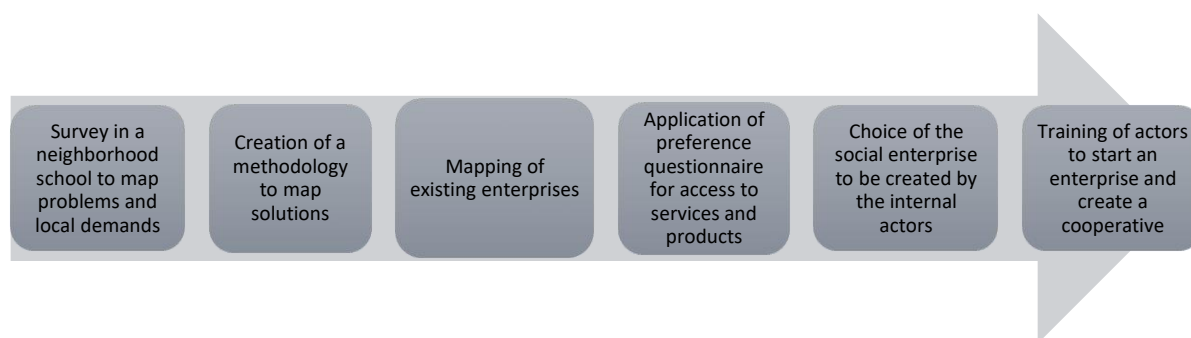 Survey in a
neighborhood
school to map
problems and
local demands
Creation of a
methodology
to map
solutions
Mapping of
existing enterprises
Application of
preference
questionnaire
for access to
services and
products
Choice of the
social enterprise
to be created by
the internal
actors
Training of actors
to start an
enterprise and
create a
cooperative